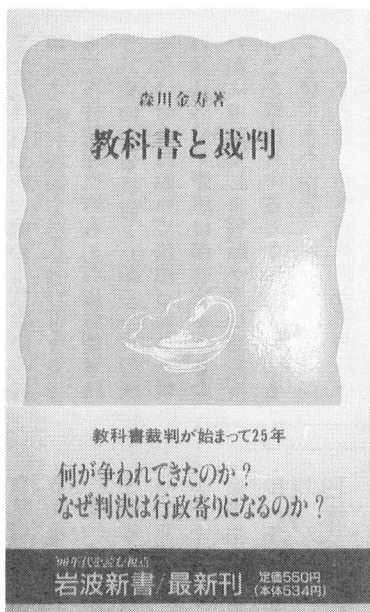 森川金寿著
教科書と裁判
教科書裁判が始まって25年
何が争われてきたのか?
なぜ判決は行政寄りになるのか?
'90年代を読む視点
岩波新書/最新刊 定価550円
(本体534円)